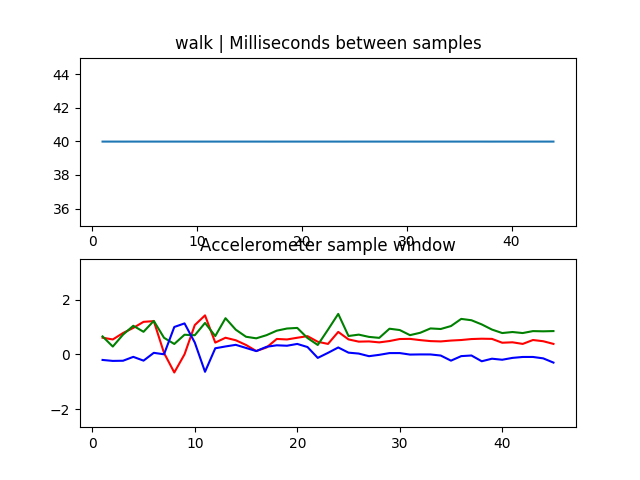 walk | Milliseconds between samples
44
42
40
38
36
0 10 20 30 40
Accelerometer sample window
2
0
−2
0 10 20 30 40